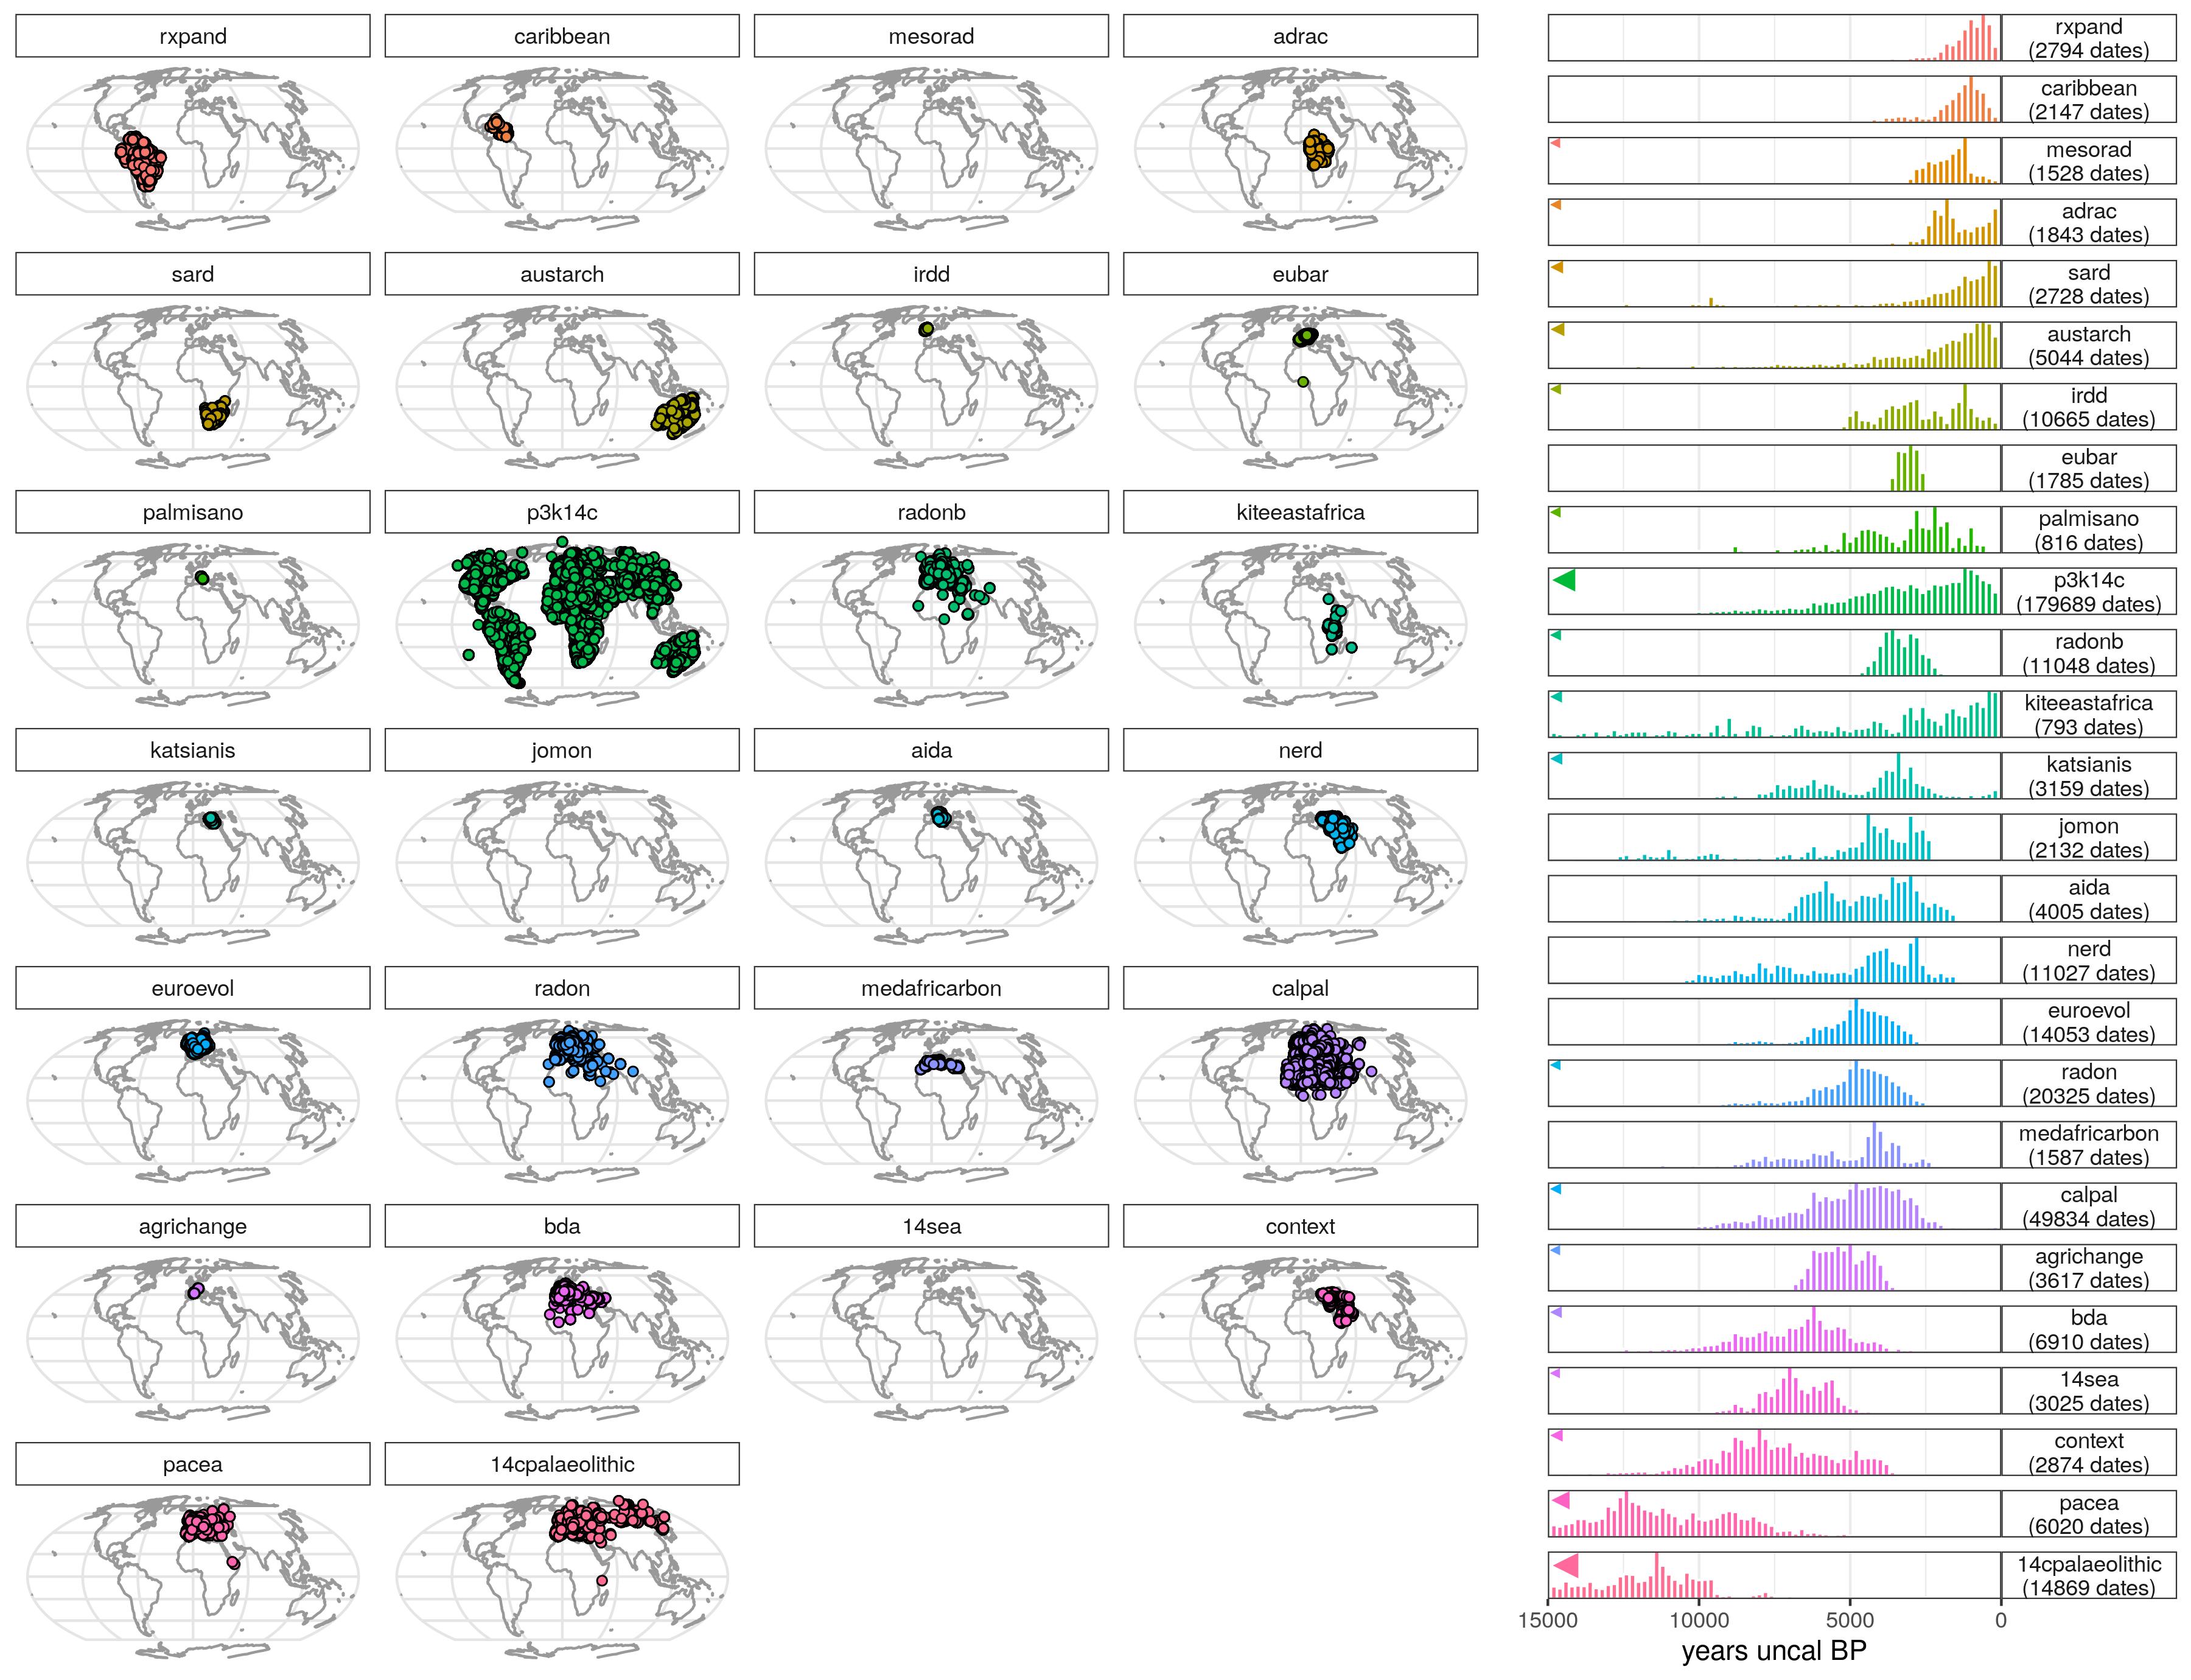 rxpand
caribbean
mesorad
adrac
sard
austarch
irdd
eubar
palmisano
p3k14c
radonb
kiteeastafrica
katsianis
jomon
aida
nerd
euroevol
radon
medafricarbon
calpal
agrichange
bda
14sea
context
pacea
14cpalaeolithic
rxpand
(2794 dates)
caribbean
(2147 dates)
mesorad
(1528 dates)
adrac
(1843 dates)
sard
(2728 dates)
austarch
(5044 dates)
irdd
(10665 dates)
eubar
(1785 dates)
palmisano
(816 dates)
p3k14c
(179689 dates)
radonb
(11048 dates)
kiteeastafrica
(793 dates)
katsianis
(3159 dates)
jomon
(2132 dates)
aida
(4005 dates)
nerd
(11027 dates)
euroevol
(14053 dates)
radon
(20325 dates)
medafricarbon
(1587 dates)
calpal
(49834 dates)
agrichange
(3617 dates)
bda
(6910 dates)
14sea
(3025 dates)
context
(2874 dates)
pacea
(6020 dates)
14cpalaeolithic
(14869 dates)
15000 10000 5000 0
years uncal BP